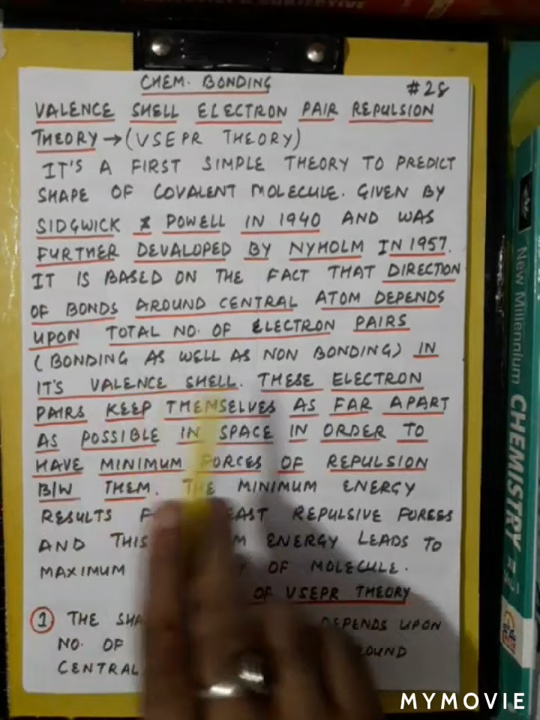 CHEM. BONDING
#28
VALENCE SHELL ELECTRON PAIR REPULSION
THEORY → (VSEPR THEORY)
IT'S A FIRST SIMPLE THEORY TO PREDICT
SHAPE OF COVALENT MOLECULE. GIVEN BY
SIDGWICK & POWELL IN 1940 AND WAS
FURTHER DEVALOPED BY NYHOLM IN 1957.
IT IS BASED ON THE FACT THAT DIRECTION
OF BONDS AROUND CENTRAL ATOM DEPENDS
UPON TOTAL NO. OF ELECTRON PAIRS
(BONDING AS WELL AS NON BONDING) IN
IT'S VALENCE SHELL. THESE ELECTRON
PAIRS KEEP THEMSELVES AS FAR APART
AS POSSIBLE IN SPACE IN ORDER TO
HAVE MINIMUM FORCES OF REPULSION
B/W THEM. THE MINIMUM ENERGY
RESULTS REPULSIVE FORCES
AND ENERGY LEADS TO
MAXIMUM OF MOLECULE.
OF VSEPR THEORY
1 THE DEPENDS UPON
NO. OF
CENTRAL
New Millennium CHEMISTRY
MYMOVIE